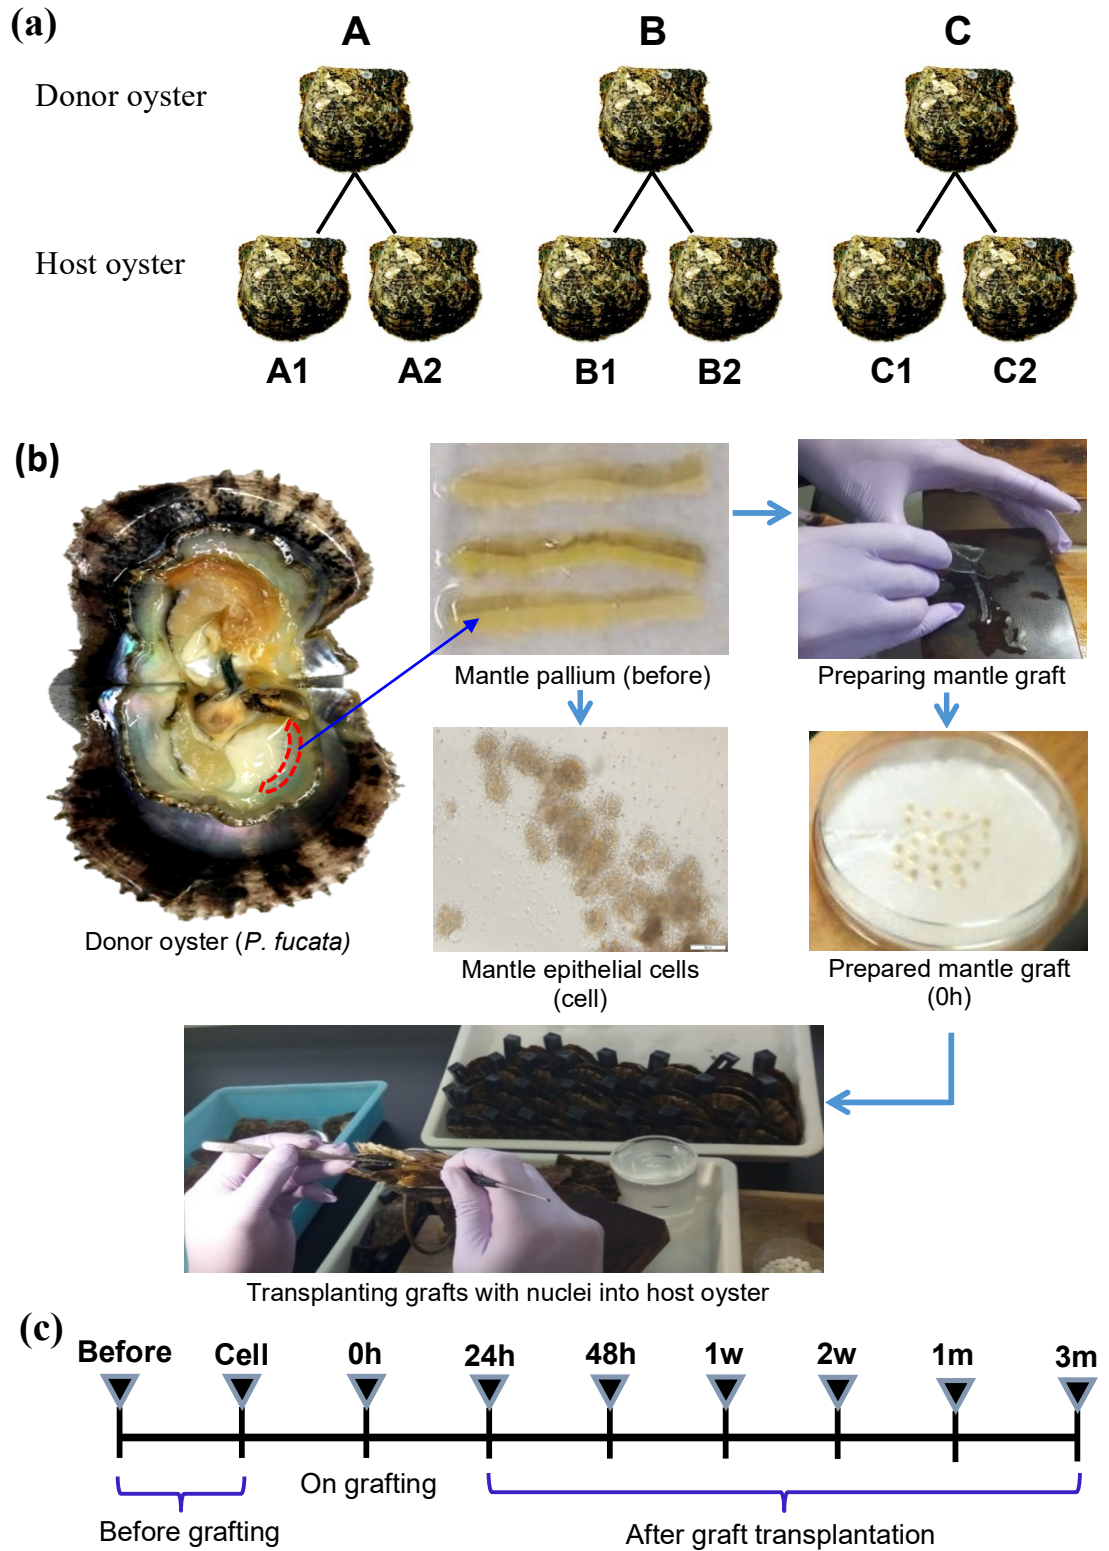 (a)
A B C
Donor oyster
Host oyster
A1 A2 B1 B2 C1 C2
(b)
Mantle pallium (before)
Preparing mantle graft
Donor oyster (P. fucata)
Mantle epithelial cells
(cell)
Prepared mantle graft
(0h)
Transplanting grafts with nuclei into host oyster
(c)
Before Cell 0h 24h 48h 1w 2w 1m 3m
On grafting
Before grafting
After graft transplantation